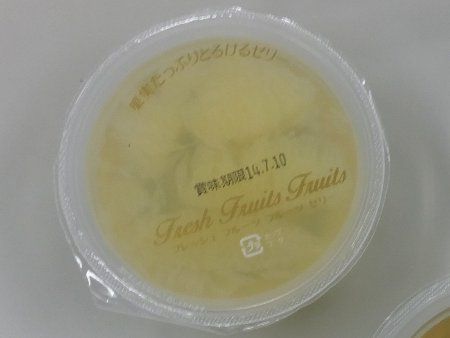 果実たっぷりとろけるゼリー
賞味期限14.7.10
Fresh Fruits Fruits
フレッシュ フルーツ フルーツ ゼリー
プラ